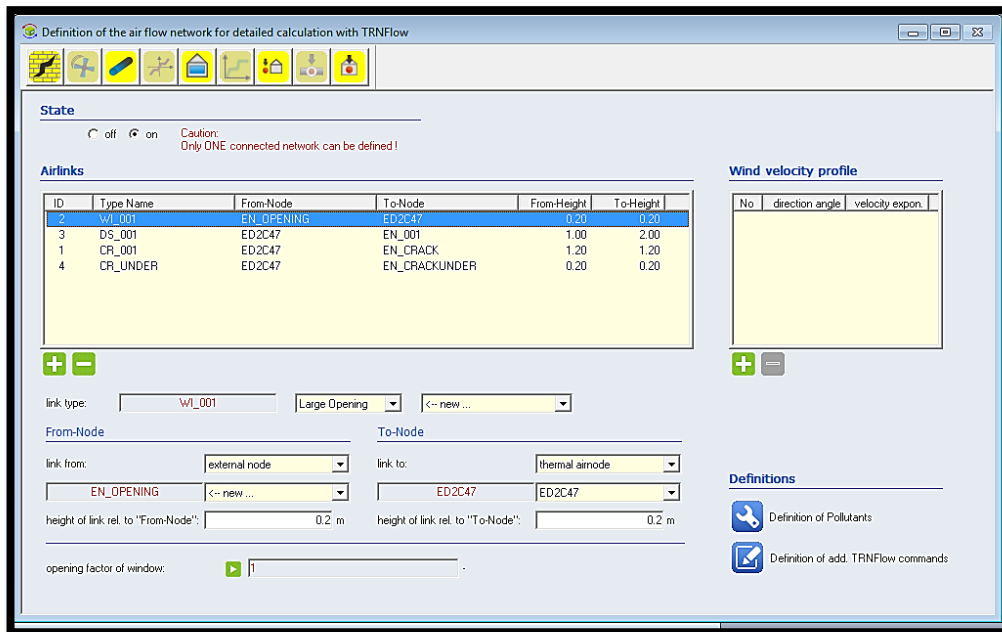 Definition of the air flow network for detailed calculation with TRNFlow
State
off on Caution:
Only ONE connected network can be defined !
Airlinks
ID Type Name From-Node To-Node From-Height To-Height
2 WI_001 EN_OPENING ED2C47 0.20 0.20
3 DS_001 ED2C47 EN_001 1.00 2.00
1 CR_001 ED2C47 EN_CRACK 1.20 1.20
4 CR_UNDER ED2C47 EN_CRACKUNDER 0.20 0.20
Wind velocity profile
No direction angle velocity expon.
link type: WI_001 Large Opening <-- new ...
From-Node To-Node
link from: external node link to: thermal airnode
EN_OPENING <-- new ... ED2C47 ED2C47
height of link rel. to "From-Node": 0.2 m height of link rel. to "To-Node": 0.2 m
opening factor of window: 1 -
Definitions
Definition of Pollutants
Definition of add. TRNFlow commands